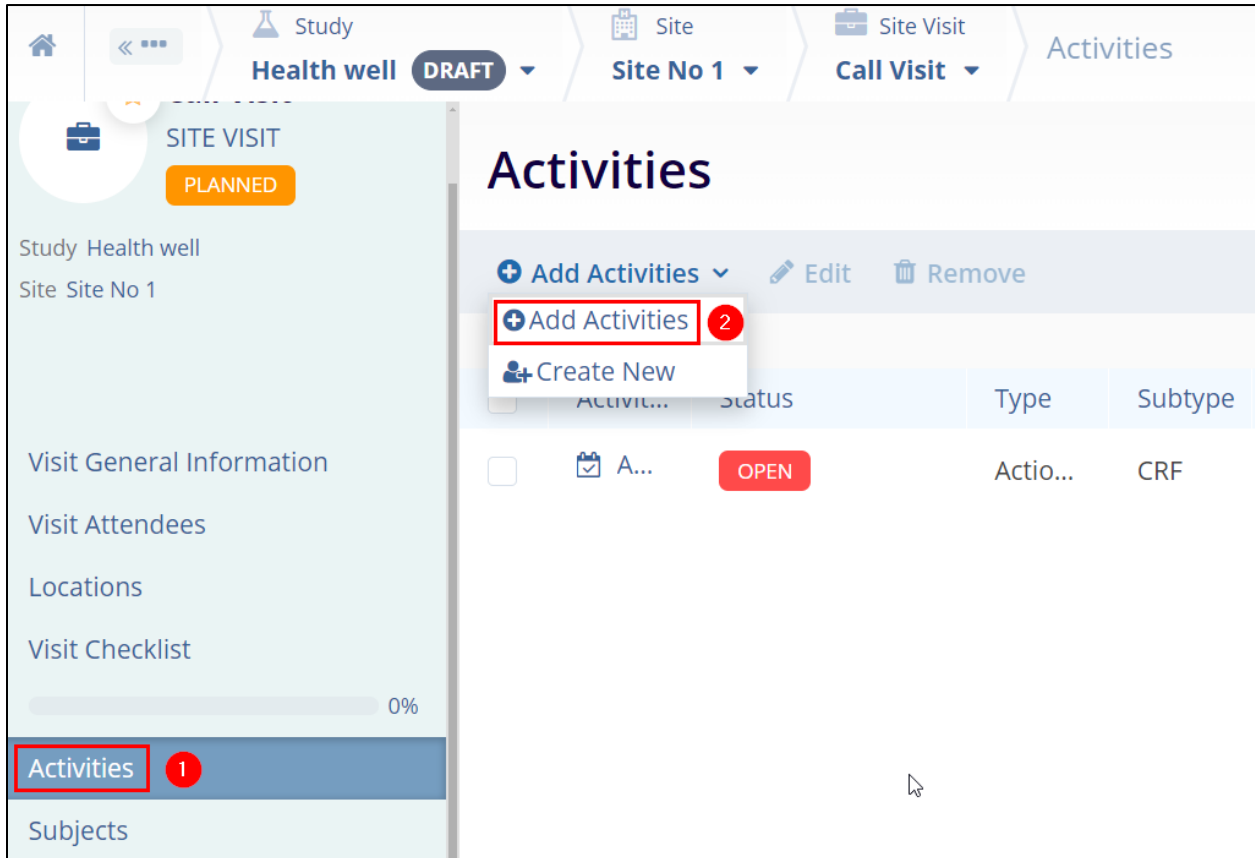 Study
Health well DRAFT
Site
Site No 1
Site Visit
Call Visit
Activities
SITE VISIT
PLANNED
Study Health well
Site Site No 1
Visit General Information
Visit Attendees
Locations
Visit Checklist
0%
Activities 1
Subjects
Activities
Add Activities Edit Remove
Add Activities 2
Create New
Activit... Status Type Subtype
A... OPEN Actio... CRF